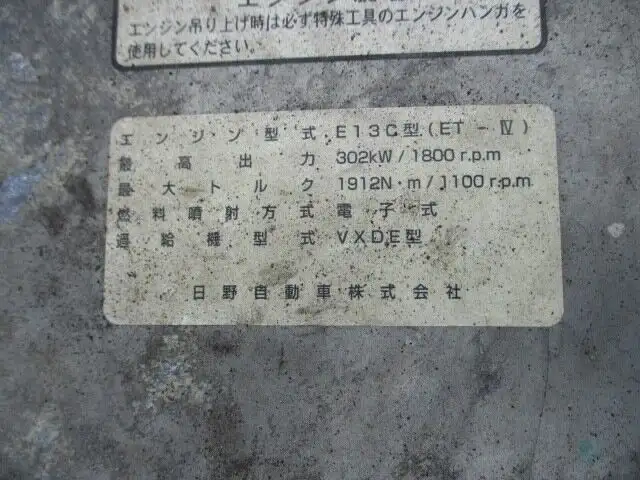 エンジン
エンジン吊り上げ時は必ず特殊工具のエンジンハンガを
使用してください。
エンジン型式 E13C型(ET-Ⅳ)
最高出力 302kW/1800r.p.m
最大トルク 1912N・m/1100r.p.m
燃料噴射方式 電子式
過給機型式 VXDE型
日野自動車株式会社